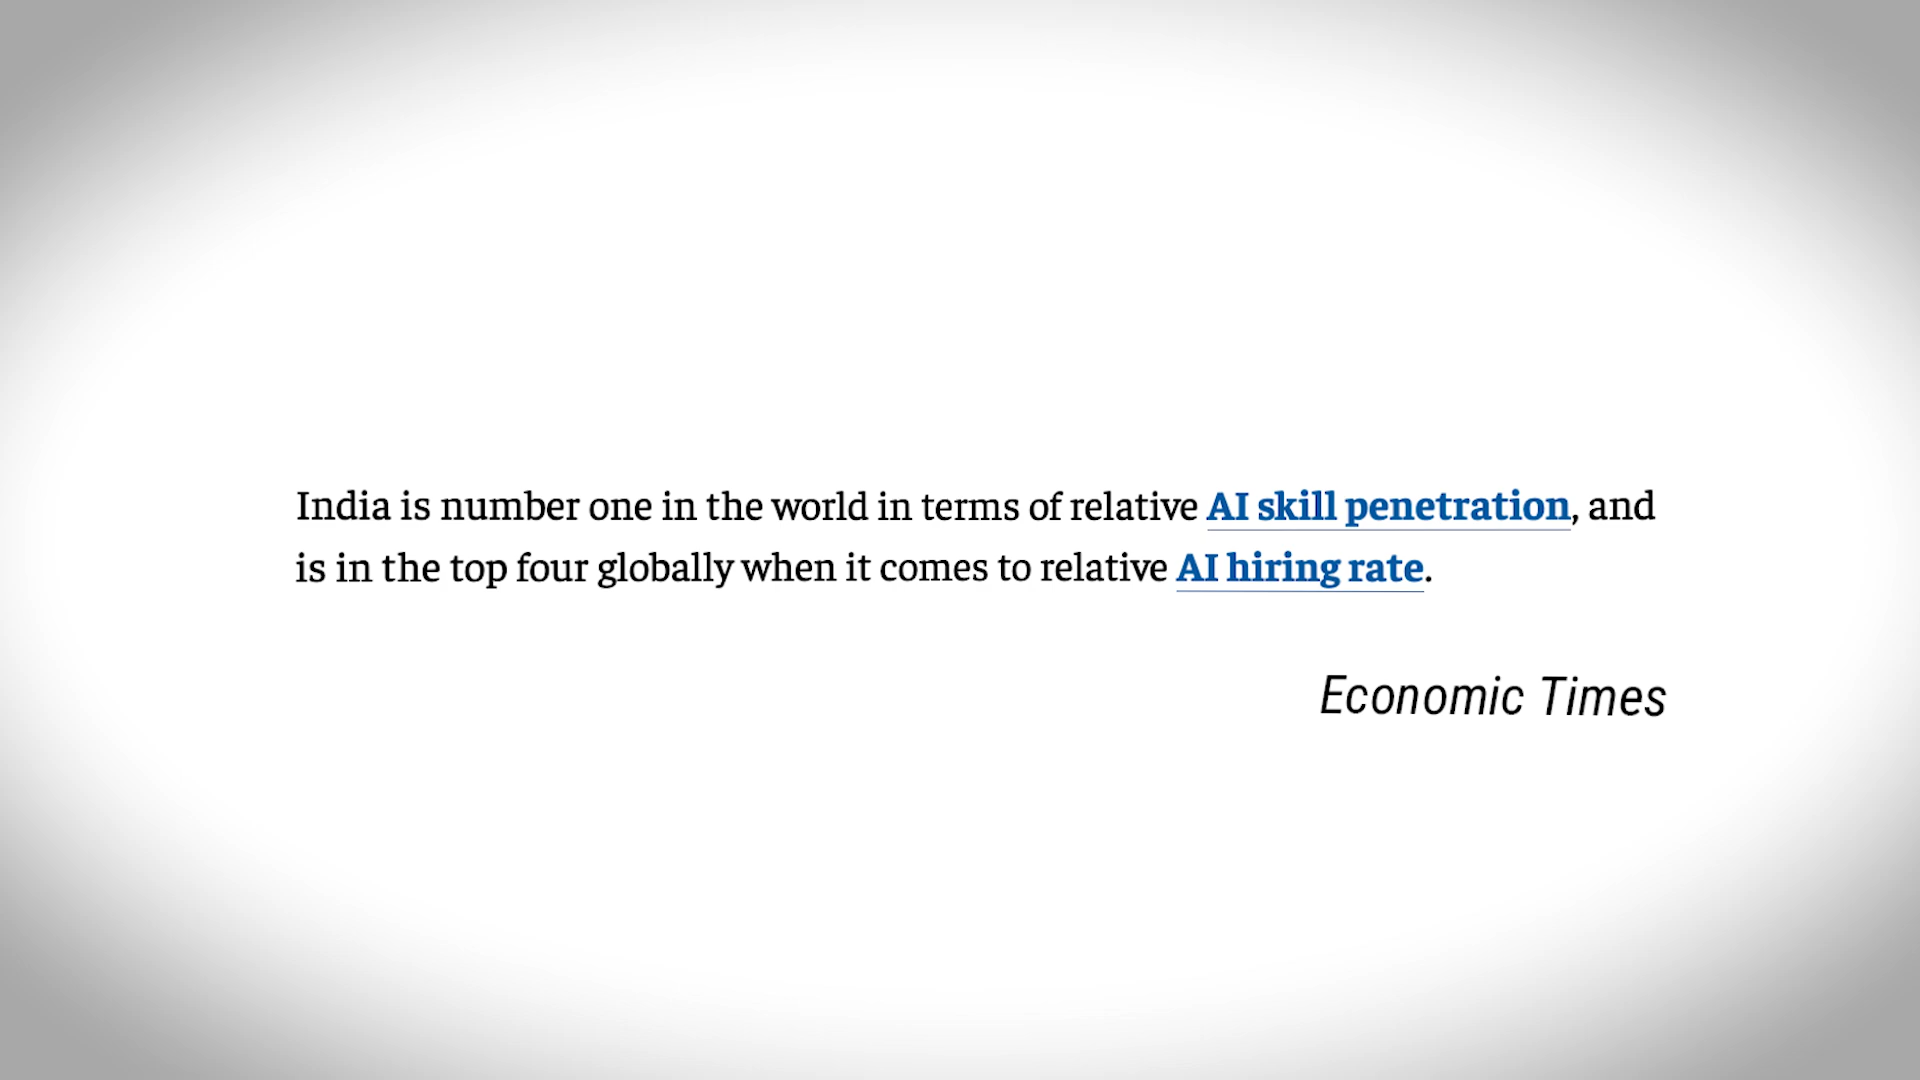 India is number one in the world in terms of relative AI skill penetration, and
is in the top four globally when it comes to relative AI hiring rate.
Economic Times